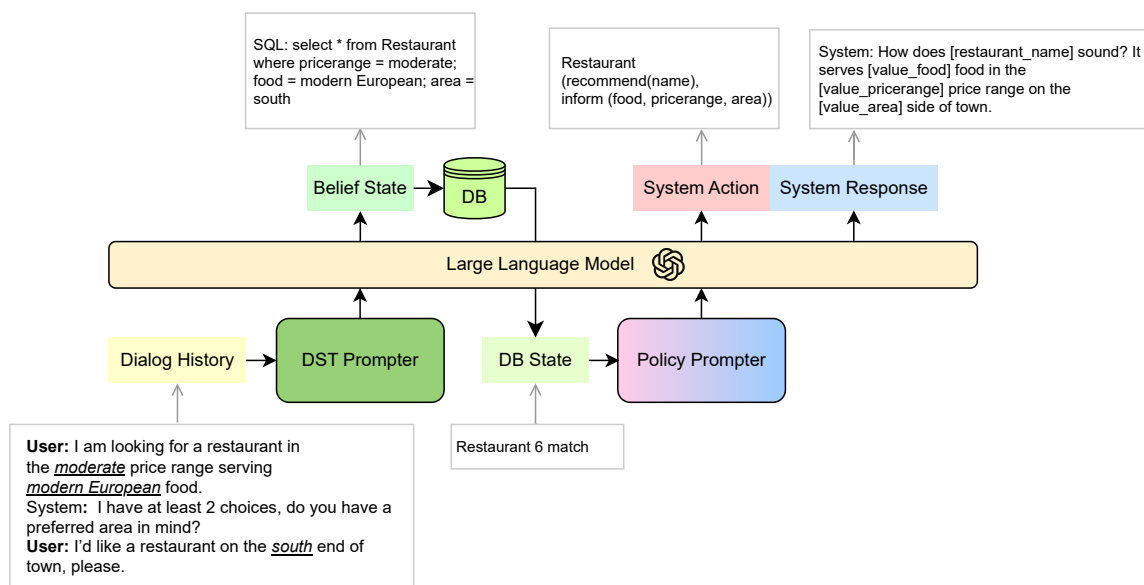 SQL: select * from Restaurant
where pricerange = moderate;
food = modern European; area =
south
Restaurant
(recommend(name),
inform (food, pricerange, area))
System: How does [restaurant_name] sound? It
serves [value_food] food in the
[value_pricerange] price range on the
[value_area] side of town.
Belief State
DB
System Action
System Response
Large Language Model
Dialog History
DST Prompter
DB State
Policy Prompter
User: I am looking for a restaurant in
the moderate price range serving
modern European food.
System: I have at least 2 choices, do you have a
preferred area in mind?
User: I'd like a restaurant on the south end of
town, please.
Restaurant 6 match